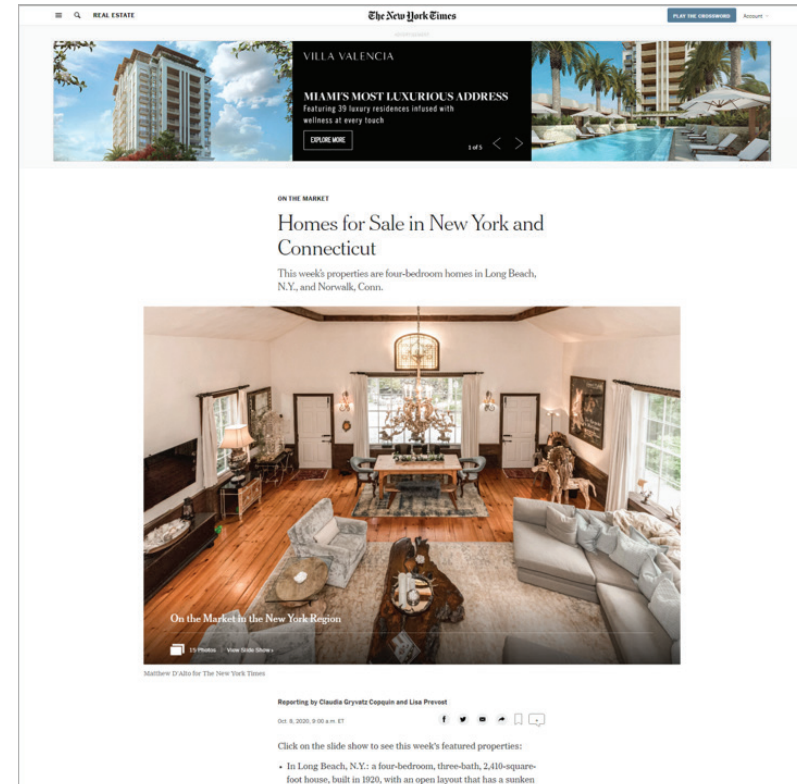 REAL ESTATE
The New York Times
PLAY THE CROSSWORD
Account
ADVERTISEMENT
VILLA VALENCIA
MIAMI'S MOST LUXURIOUS ADDRESS
Featuring 39 luxury residences infused with
wellness at every touch
EXPLORE MORE
1 of 5
ON THE MARKET
Homes for Sale in New York and
Connecticut
This week's properties are four-bedroom homes in Long Beach,
N.Y., and Norwalk, Conn.
On the Market in the New York Region
15 Photos
View Slide Show ›
Matthew D'Alto for The New York Times
Reporting by Claudia Gryvatz Copquin and Lisa Prevost
Oct. 8, 2020, 9:00 a.m. ET
Click on the slide show to see this week's featured properties:
• In Long Beach, N.Y.: a four-bedroom, three-bath, 2,410-square-
foot house, built in 1920, with an open layout that has a sunken